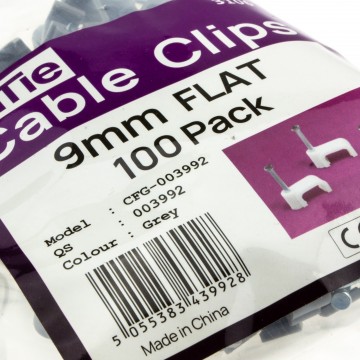 Cable Clips
9mm FLAT
100 Pack
Model : CFG-003992
QS : 003992
Colour : Grey
5 055383 439928
Made in China